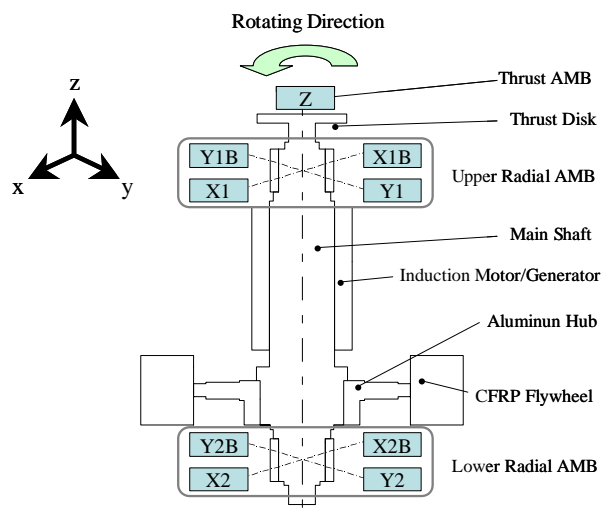 Rotating Direction
Thrust AMB
z
Z
Thrust Disk
Y1B
X1B
Upper Radial AMB
x
y
X1
Y1
Main Shaft
Induction Motor/Generator
Aluminun Hub
CFRP Flywheel
Y2B
X2B
Lower Radial AMB
X2
Y2